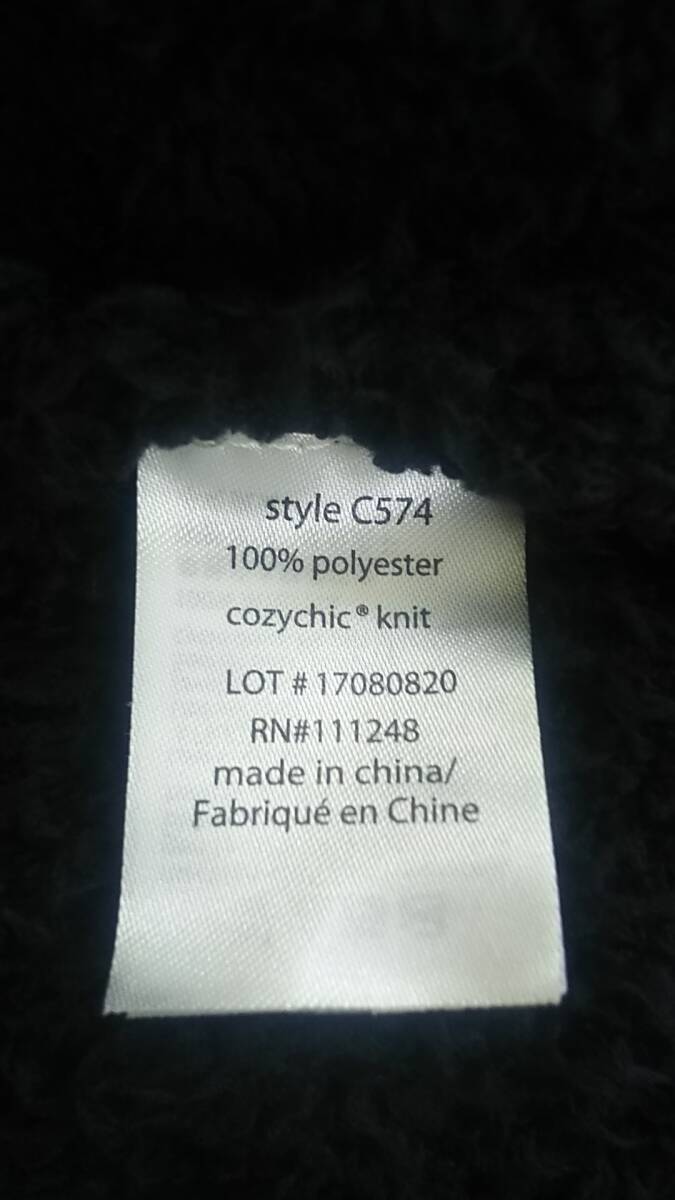 style C574
100% polyester
cozychic® knit
LOT # 17080820
RN#111248
made in china/
Fabriqué en Chine